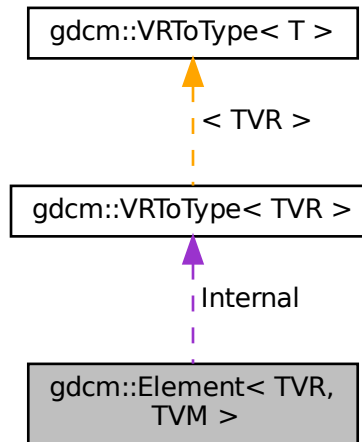 gdcm::VRToType< T >
< TVR >
gdcm::VRToType< TVR >
Internal
gdcm::Element< TVR,
TVM >